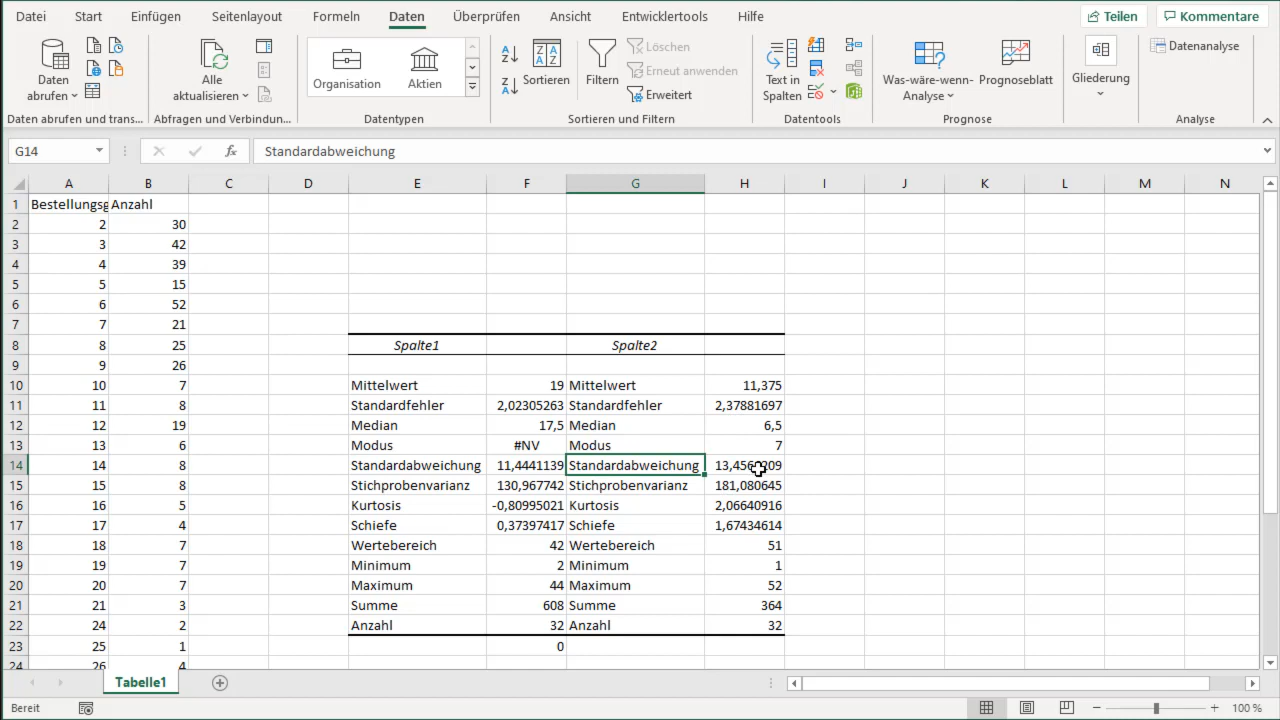 Datei Start Einfügen Seitenlayout Formeln Daten Überprüfen Ansicht Entwicklertools Hilfe Teilen Kommentare
Daten abrufen
Alle aktualisieren
Organisation Aktien
Sortieren
Filtern
Löschen
Erneut anwenden
Erweitert
Text in Spalten
Was-wäre-wenn-Analyse
Prognoseblatt
Gliederung
Datenanalyse
Daten abrufen und trans... Abfragen und Verbindun... Datentypen Sortieren und Filtern Datentools Prognose Analyse
G14 fx Standardabweichung
A B C D E F G H I J K L M N
1 Bestellungsg Anzahl
2 2 30
3 3 42
4 4 39
5 5 15
6 6 52
7 7 21
8 8 25 Spalte1 Spalte2
9 9 26
10 10 7 Mittelwert 19 Mittelwert 11,375
11 11 8 Standardfehler 2,02305263 Standardfehler 2,37881697
12 12 19 Median 17,5 Median 6,5
13 13 6 Modus #NV Modus 7
14 14 8 Standardabweichung 11,4441139 Standardabweichung
15 15 8 Stichprobenvarianz 130,967742 Stichprobenvarianz 181,080645
16 16 5 Kurtosis -0,80995021 Kurtosis 2,06640916
17 17 4 Schiefe 0,37397417 Schiefe 1,67434614
18 18 7 Wertebereich 42 Wertebereich 51
19 19 7 Minimum 2 Minimum 1
20 20 7 Maximum 44 Maximum 52
21 21 3 Summe 608 Summe 364
22 24 2 Anzahl 32 Anzahl 32
23 25 1 0
24 26 4
Tabelle1
Bereit 100 %